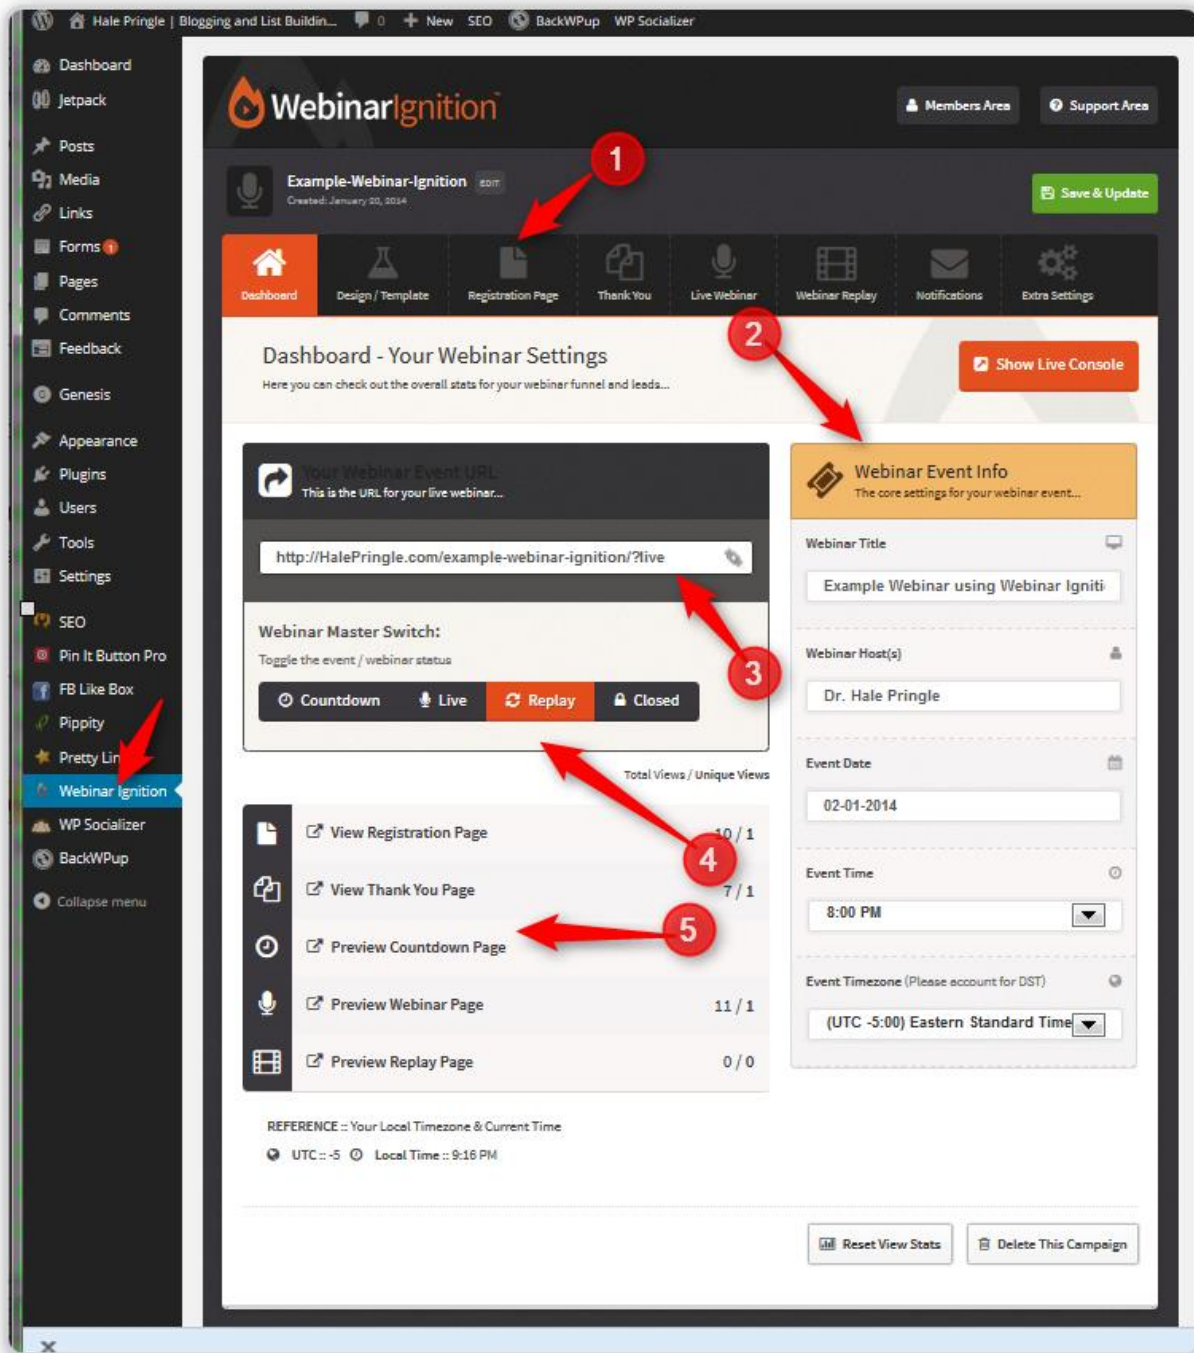 Hale Pringle | Blogging and List Buildin... 0 + New SEO BackWPup WP Socializer
Dashboard
Jetpack
Posts
Media
Links
Forms 1
Pages
Comments
Feedback
Genesis
Appearance
Plugins
Users
Tools
Settings
SEO
Pin It Button Pro
FB Like Box
Pippity
Pretty Lin
Webinar Ignition
WP Socializer
BackWPup
Collapse menu
WebinarIgnition
Members Area
Support Area
Example-Webinar-Ignition EDIT
Created: January 20, 2014
Save & Update
1
Dashboard
Design / Template
Registration Page
Thank You
Live Webinar
Webinar Replay
Notifications
Extra Settings
2
Dashboard - Your Webinar Settings
Here you can check out the overall stats for your webinar funnel and leads...
Show Live Console
Your Webinar Event URL
This is the URL for your live webinar...
http://HalePringle.com/example-webinar-ignition/?live
3
Webinar Master Switch:
Toggle the event / webinar status
Countdown
Live
Replay
Closed
Total Views / Unique Views
4
View Registration Page 10 / 1
View Thank You Page 7 / 1
5
Preview Countdown Page
Preview Webinar Page 11 / 1
Preview Replay Page 0 / 0
REFERENCE :: Your Local Timezone & Current Time
UTC :: -5 Local Time :: 9:16 PM
Webinar Event Info
The core settings for your webinar event...
Webinar Title
Example Webinar using Webinar Igniti
Webinar Host(s)
Dr. Hale Pringle
Event Date
02-01-2014
Event Time
8:00 PM
Event Timezone (Please account for DST)
(UTC -5:00) Eastern Standard Time
Reset View Stats
Delete This Campaign